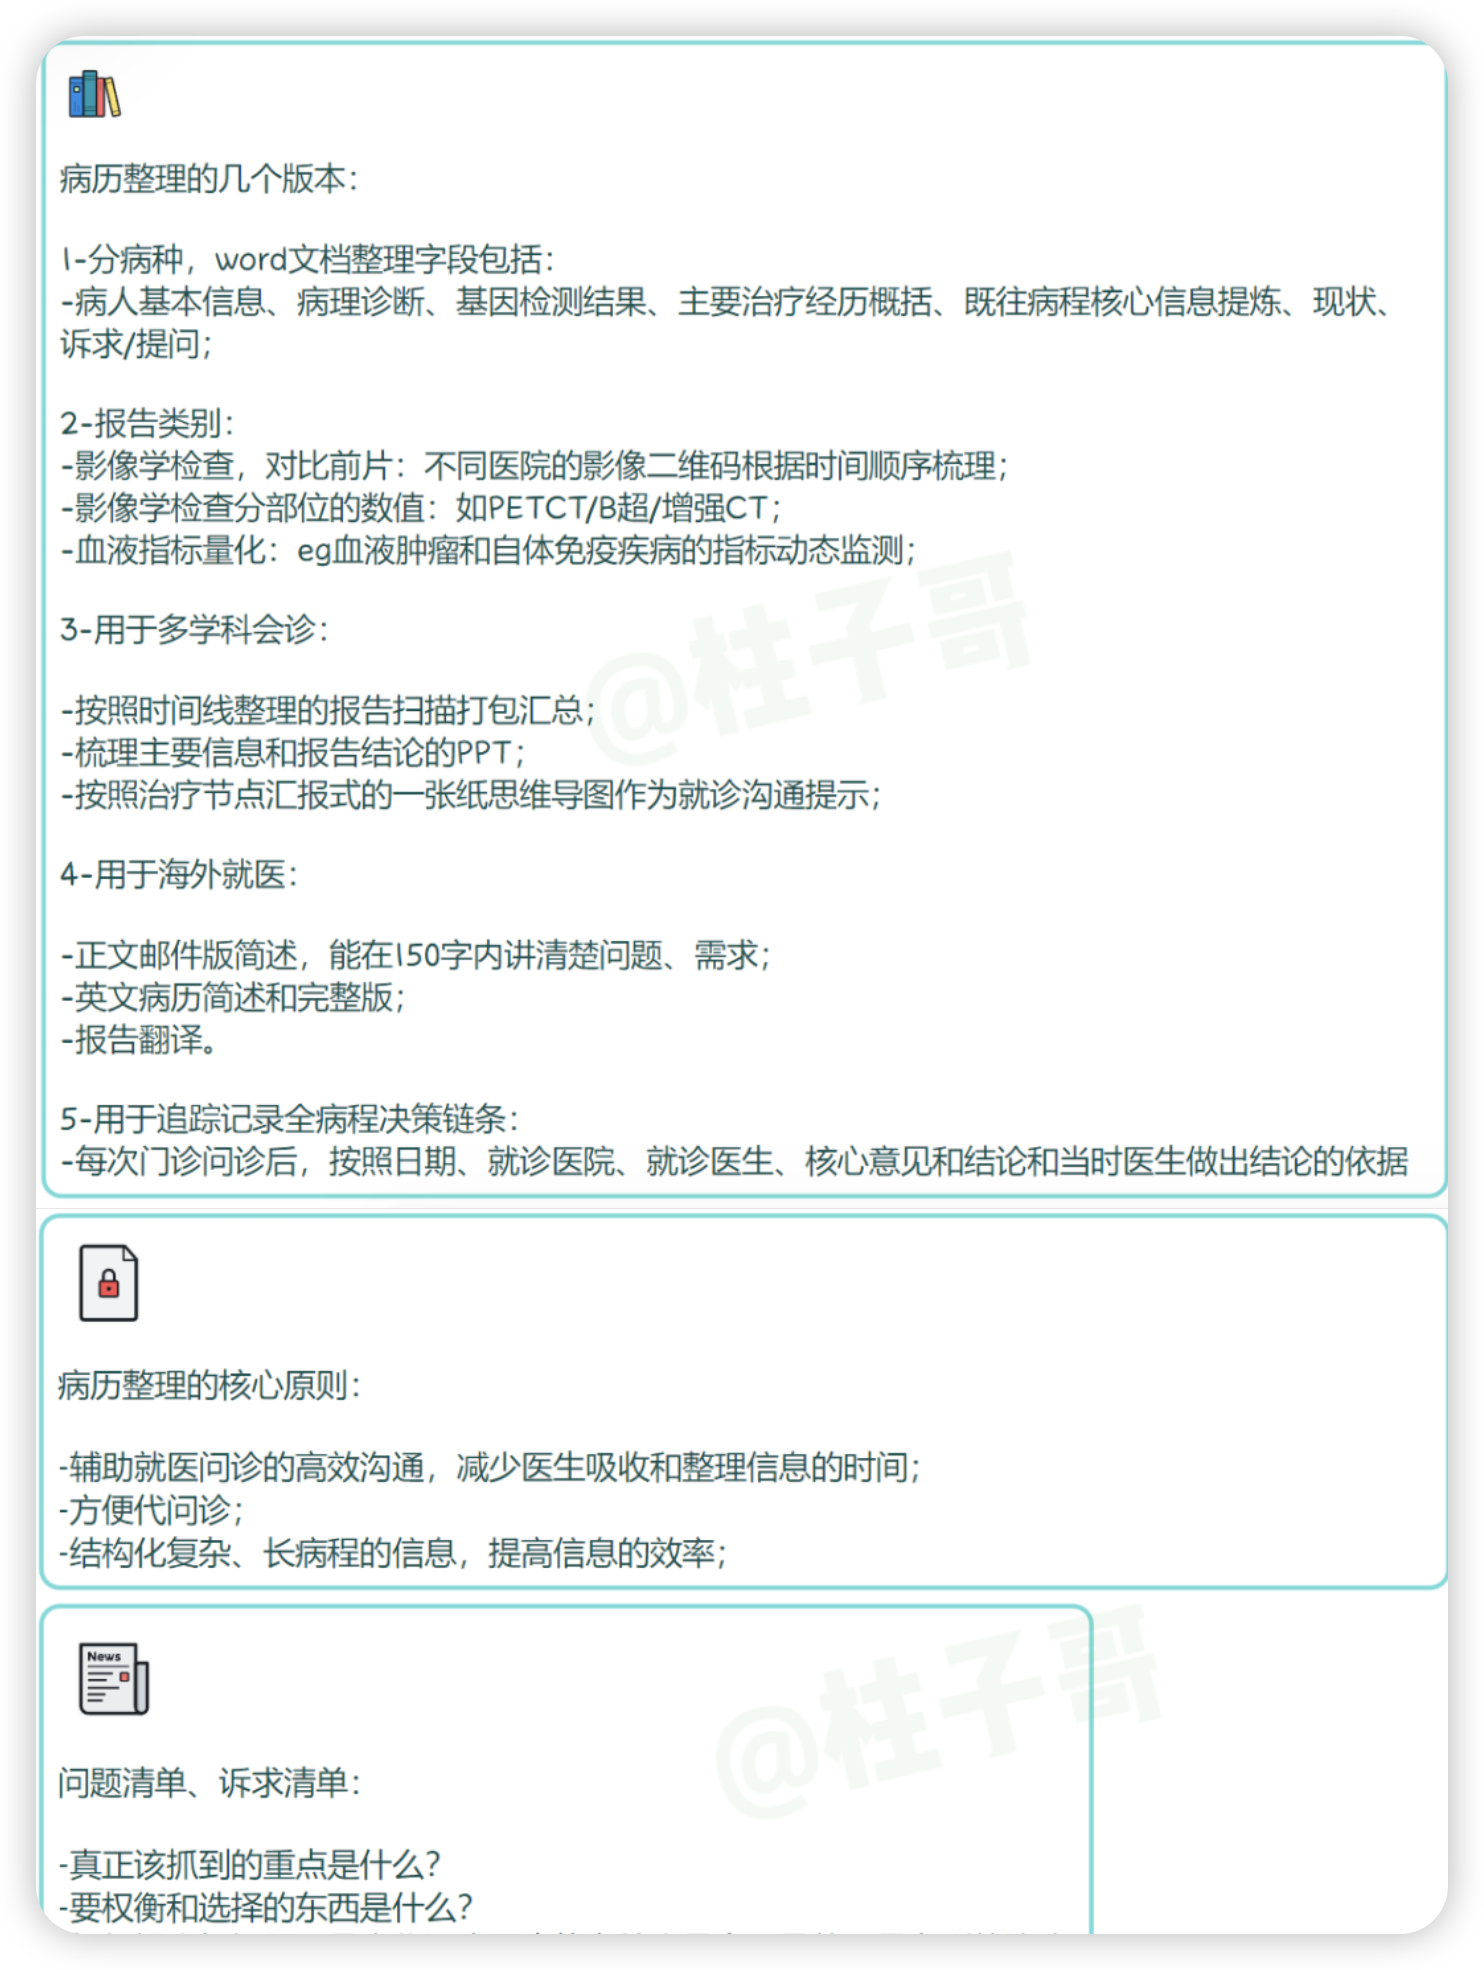 病历整理的几个版本：
1-分病种，word文档整理字段包括：
-病人基本信息、病理诊断、基因检测结果、主要治疗经历概括、既往病程核心信息提炼、现状、
诉求/提问；
2-报告类别：
-影像学检查，对比前片：不同医院的影像二维码根据时间顺序梳理；
-影像学检查分部位的数值：如PETCT/B超/增强CT；
-血液指标量化：eg血液肿瘤和自体免疫疾病的指标动态监测；
3-用于多学科会诊：
@柱子哥
-按照时间线整理的报告扫描打包汇总；
-梳理主要信息和报告结论的PPT；
-按照治疗节点汇报式的一张纸思维导图作为就诊沟通提示；
4-用于海外就医：
-正文邮件版简述，能在150字内讲清楚问题、需求；
-英文病历简述和完整版；
-报告翻译。
5-用于追踪记录全病程决策链条：
-每次门诊问诊后，按照日期、就诊医院、就诊医生、核心意见和结论和当时医生做出结论的依据
病历整理的核心原则：
-辅助就医问诊的高效沟通，减少医生吸收和整理信息的时间；
-方便代问诊；
-结构化复杂、长病程的信息，提高信息的效率；
News
@柱子哥
问题清单、诉求清单：
-真正该抓到的重点是什么？
-要权衡和选择的东西是什么？